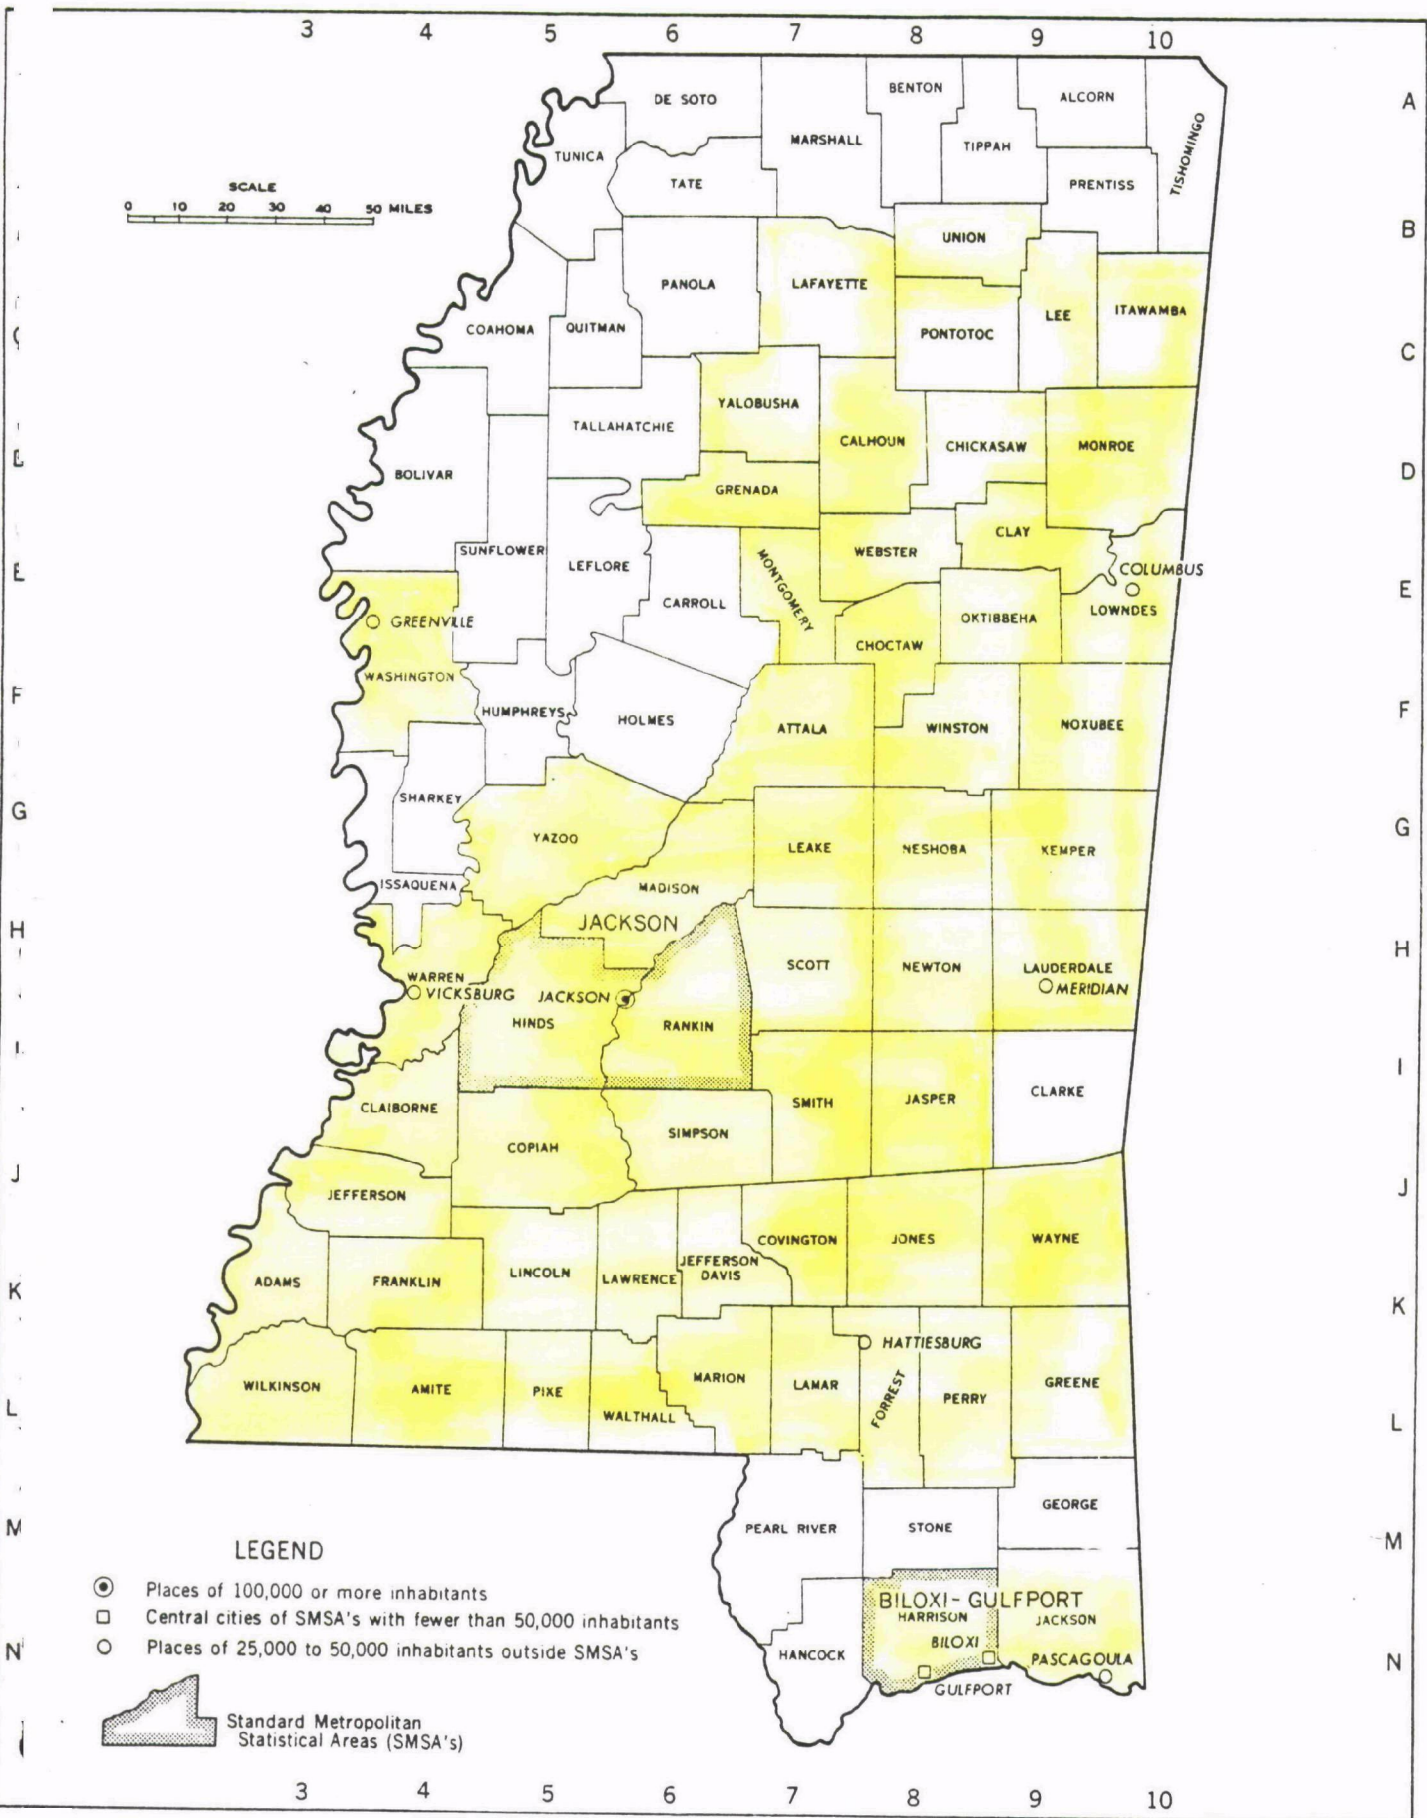 3 4 5 6 7 8 9 10
A
DE SOTO
BENTON
ALCORN
MARSHALL
TIPPAH
TISHOMINGO
TUNICA
TATE
PRENTISS
SCALE
0 10 20 30 40 50 MILES
B
UNION
PANOLA
LAFAYETTE
LEE
ITAWAMBA
COAHOMA
QUITMAN
PONTOTOC
C
YALOBUSHA
TALLAHATCHIE
CALHOUN
CHICKASAW
MONROE
BOLIVAR
D
GRENADA
SUNFLOWER
LEFLORE
MONTGOMERY
WEBSTER
CLAY
COLUMBUS
E
E
CARROLL
OKTIBBEHA
LOWNDES
GREENVILLE
CHOCTAW
WASHINGTON
F
F
HUMPHREYS
HOLMES
ATTALA
WINSTON
NOXUBEE
SHARKEY
G
G
YAZOO
LEAKE
NESHOBA
KEMPER
ISSAQUENA
MADISON
H
JACKSON
H
WARREN
SCOTT
NEWTON
LAUDERDALE
VICKSBURG
JACKSON
MERIDIAN
HINDS
RANKIN
I
CLAIBORNE
SMITH
JASPER
CLARKE
COPIAH
SIMPSON
J
J
JEFFERSON
COVINGTON
JONES
WAYNE
ADAMS
FRANKLIN
LINCOLN
LAWRENCE
JEFFERSON
DAVIS
K
K
HATTIESBURG
WILKINSON
AMITE
PIXE
WALTHALL
MARION
LAMAR
FORREST
PERRY
GREENE
L
L
GEORGE
PEARL RIVER
STONE
M
M
LEGEND
Places of 100,000 or more inhabitants
Central cities of SMSA's with fewer than 50,000 inhabitants
Places of 25,000 to 50,000 inhabitants outside SMSA's
Standard Metropolitan
Statistical Areas (SMSA's)
BILOXI-GULFPORT
HARRISON
JACKSON
BILOXI
N
HANCOCK
PASCAGOULA
N
GULFPORT
3 4 5 6 7 8 9 10